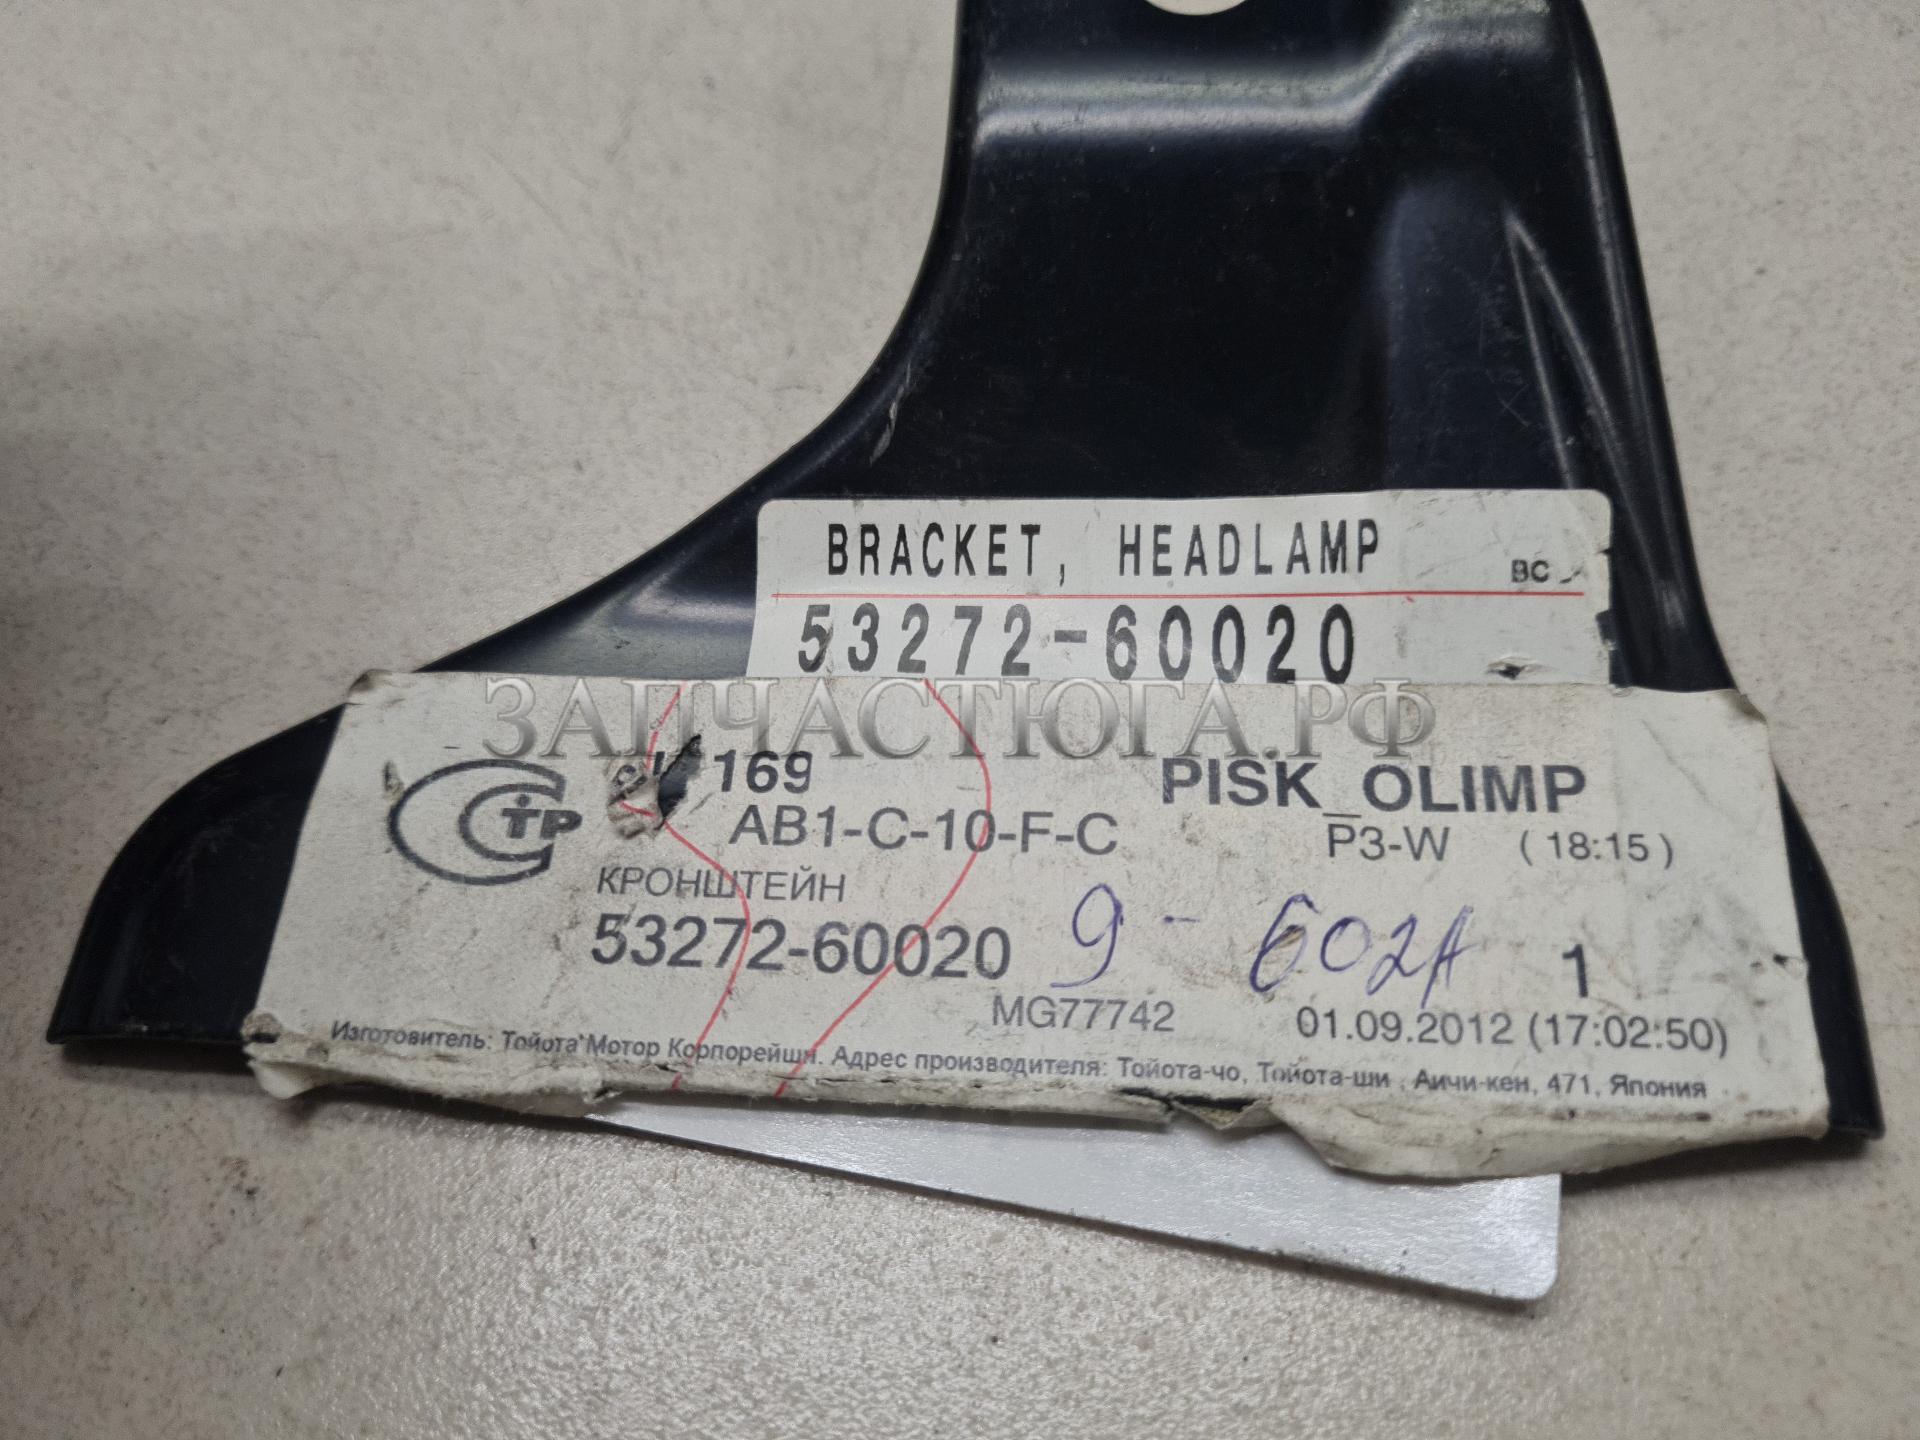 BRACKET, HEADLAMP BC
53272-60020
ЗАПЧАСТЮГА.РФ
169 PISK_OLIMP
AB1-C-10-F-C P3-W (18:15)
КРОНШТЕЙН
53272-60020 9 - 602A 1
MG77742 01.09.2012 (17:02:50)
Изготовитель: Тойота Мотор Корпорейшн. Адрес производителя: Тойота-чо, Тойота-ши , Аичи-кен, 471, Япония